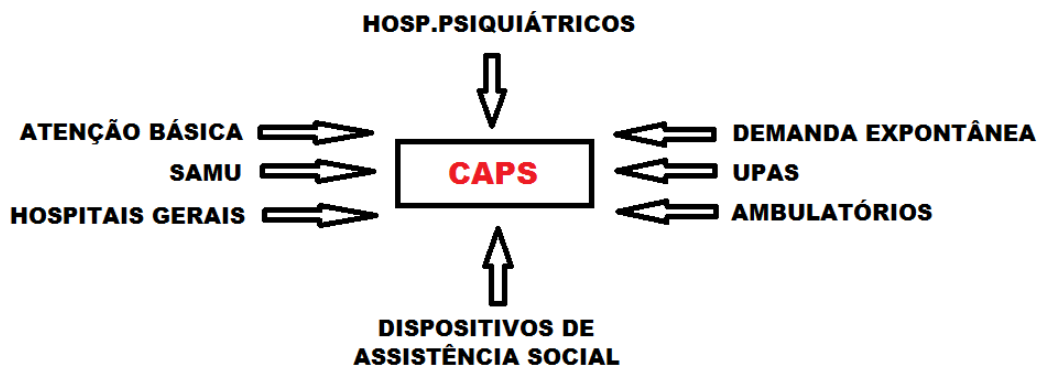 HOSP.PSIQUIÁTRICOS
ATENÇÃO BÁSICA
SAMU
HOSPITAIS GERAIS
CAPS
DEMANDA EXPONTÂNEA
UPAS
AMBULATÓRIOS
DISPOSITIVOS DE
ASSISTÊNCIA SOCIAL